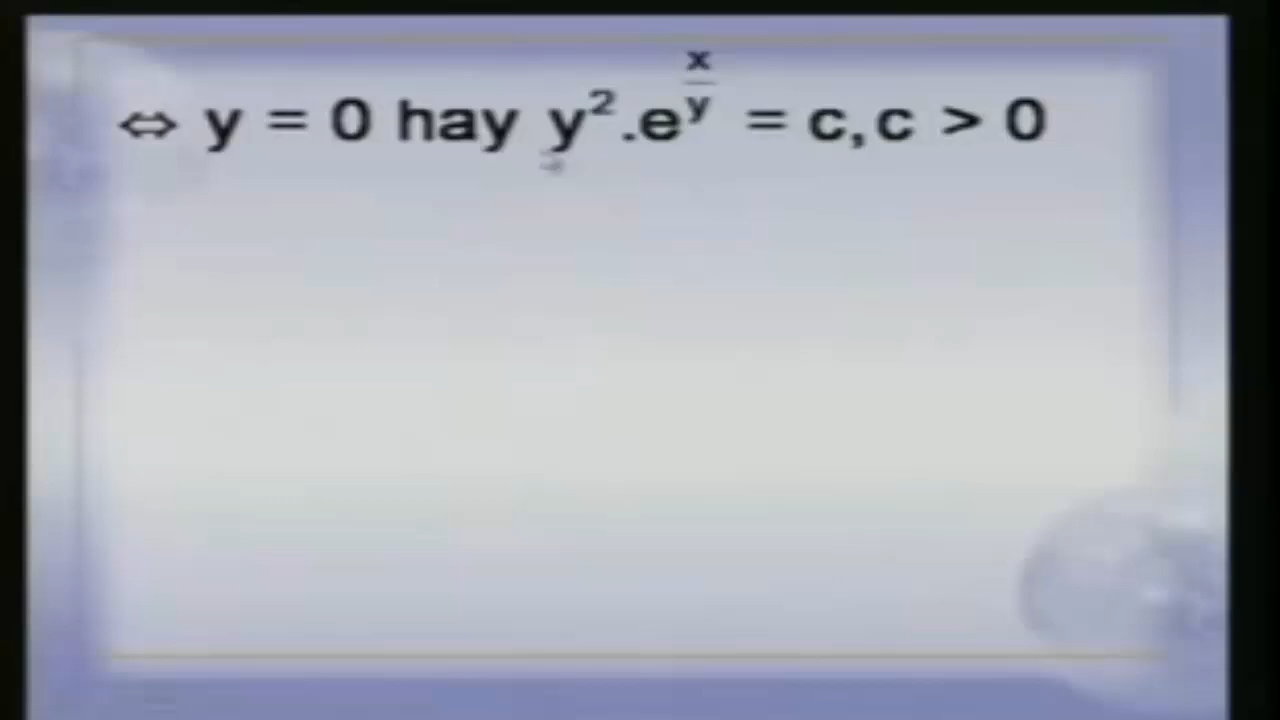 ⇔ y = 0 hay y².e^(x/y) = c, c > 0